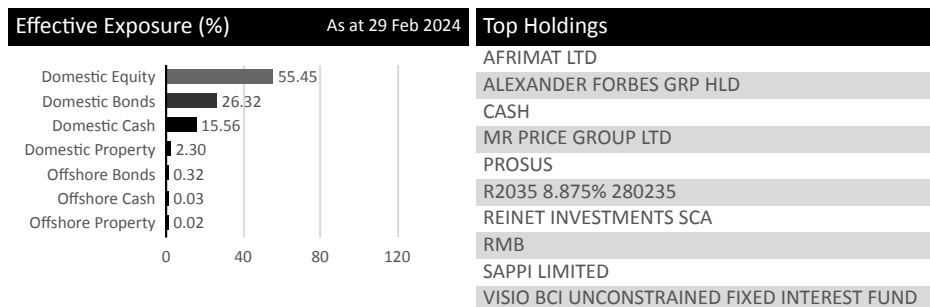 Effective Exposure (%) As at 29 Feb 2024
Domestic Equity 55.45
Domestic Bonds 26.32
Domestic Cash 15.56
Domestic Property 2.30
Offshore Bonds 0.32
Offshore Cash 0.03
Offshore Property 0.02
0 40 80 120
Top Holdings
AFRIMAT LTD
ALEXANDER FORBES GRP HLD
CASH
MR PRICE GROUP LTD
PROSUS
R2035 8.875% 280235
REINET INVESTMENTS SCA
RMB
SAPPI LIMITED
VISIO BCI UNCONSTRAINED FIXED INTEREST FUND